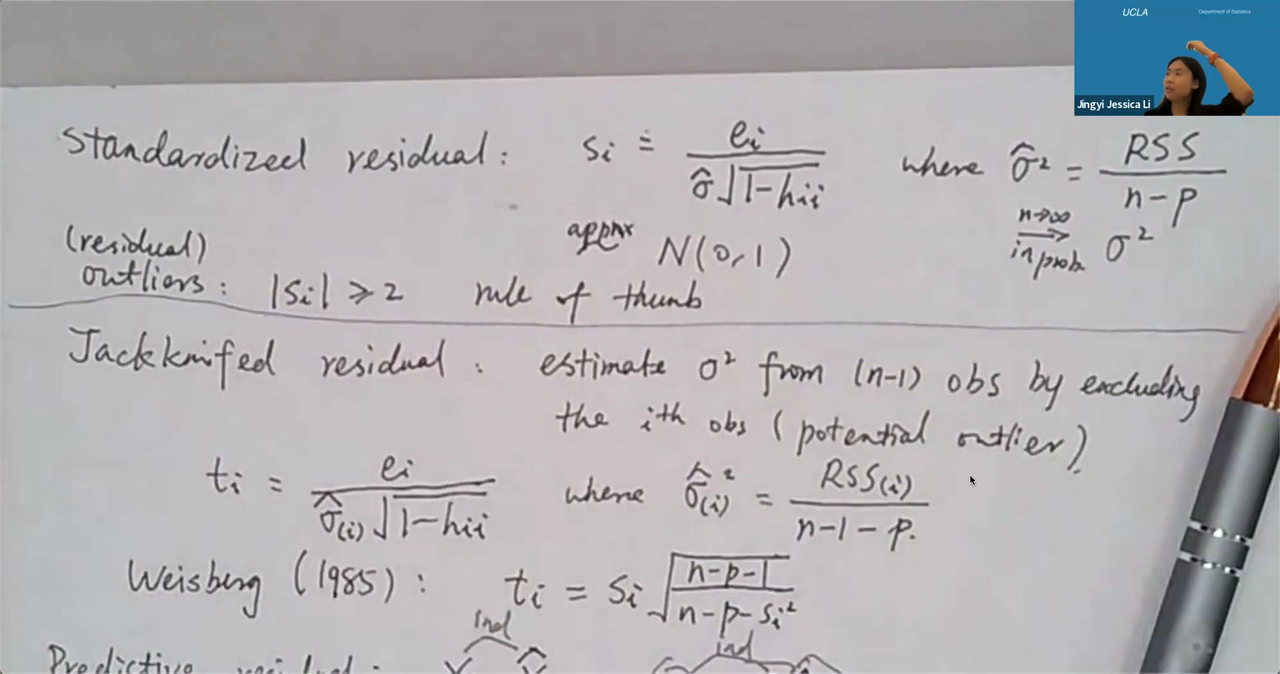 UCLA Department of Statistics
Jingyi Jessica Li
Standardized residual: si ≐ ei / (σ̂√(1-hii)) where σ̂² = RSS / (n-p)
n→∞ → in prob. σ²
approx N(0,1)
(residual)
outliers: |si| ≥ 2 rule of thumb
Jackknifed residual: estimate σ² from (n-1) obs by excluding
the ith obs (potential outlier).
ti = ei / (σ̂(i)√(1-hii)) where σ̂(i)² = RSS(i) / (n-1-p.)
Weisberg (1985): ti = si √((n-p-1) / (n-p-si²))
ind ind
Predictive